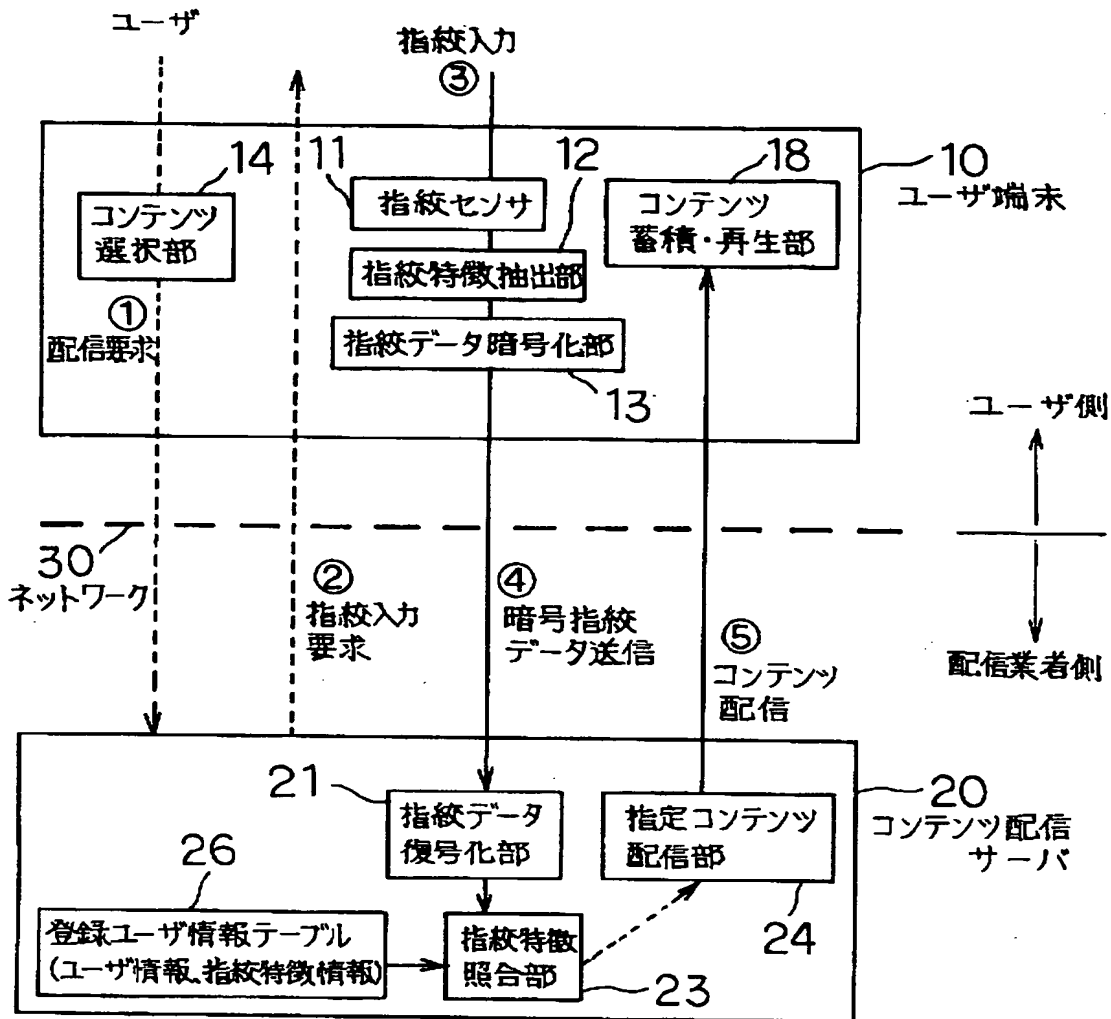 ユーザ
指紋入力
③
14
11
12
18
10
ユーザ端末
コンテンツ
選択部
指紋センサ
コンテンツ
蓄積・再生部
指紋特徴抽出部
①
配信要求
指紋データ暗号化部
13
ユーザ側
30
ネットワーク
②
指紋入力
要求
④
暗号指紋
データ送信
⑤
コンテンツ
配信
配信業者側
21
指紋データ
復号化部
指定コンテンツ
配信部
20
コンテンツ配信
サーバ
26
登録ユーザ情報テーブル
(ユーザ情報、指紋特徴情報)
指紋特徴
照合部
24
23